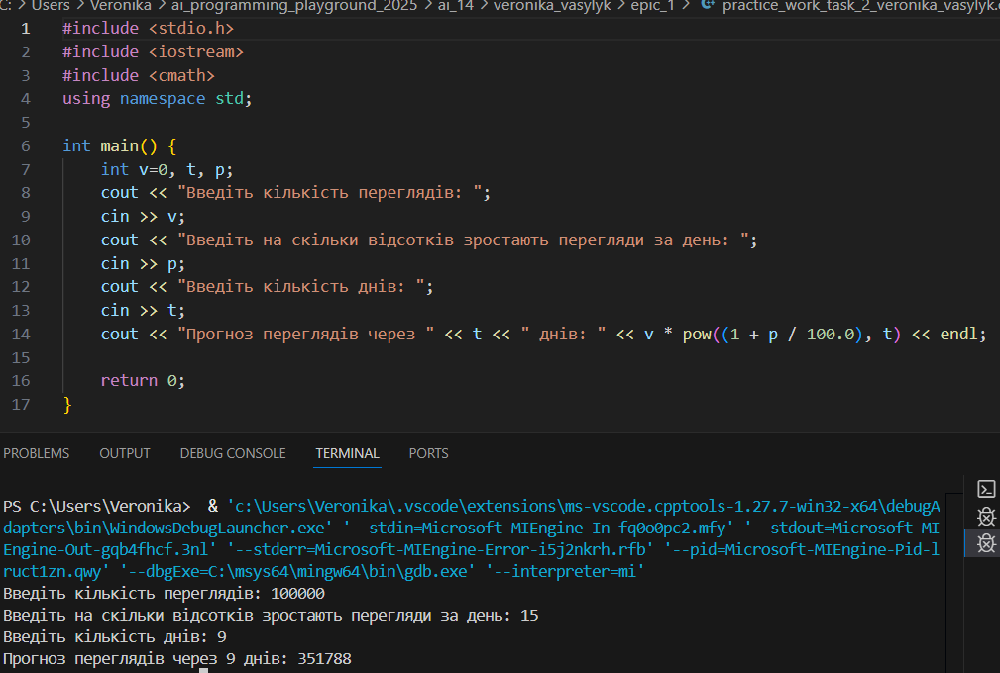 C: > Users > Veronika > ai_programming_playground_2025 > ai_14 > veronika_vasylyk > epic_1 > practice_work_task_2_veronika_vasylyk.
1 #include <stdio.h>
2 #include <iostream>
3 #include <cmath>
4 using namespace std;
5
6 int main() {
7 int v=0, t, p;
8 cout << "Введіть кількість переглядів: ";
9 cin >> v;
10 cout << "Введіть на скільки відсотків зростають перегляди за день: ";
11 cin >> p;
12 cout << "Введіть кількість днів: ";
13 cin >> t;
14 cout << "Прогноз переглядів через " << t << " днів: " << v * pow((1 + p / 100.0), t) << endl;
15
16 return 0;
17 }
PROBLEMS OUTPUT DEBUG CONSOLE TERMINAL PORTS
PS C:\Users\Veronika> & 'c:\Users\Veronika\.vscode\extensions\ms-vscode.cpptools-1.27.7-win32-x64\debugA
dapters\bin\WindowsDebugLauncher.exe' '--stdin=Microsoft-MIEngine-In-fq0o0pc2.mfy' '--stdout=Microsoft-MI
Engine-Out-gqb4fhcf.3nl' '--stderr=Microsoft-MIEngine-Error-i5j2nkrh.rfb' '--pid=Microsoft-MIEngine-Pid-l
ruct1zn.qwy' '--dbgExe=C:\msys64\mingw64\bin\gdb.exe' '--interpreter=mi'
Введіть кількість переглядів: 100000
Введіть на скільки відсотків зростають перегляди за день: 15
Введіть кількість днів: 9
Прогноз переглядів через 9 днів: 351788